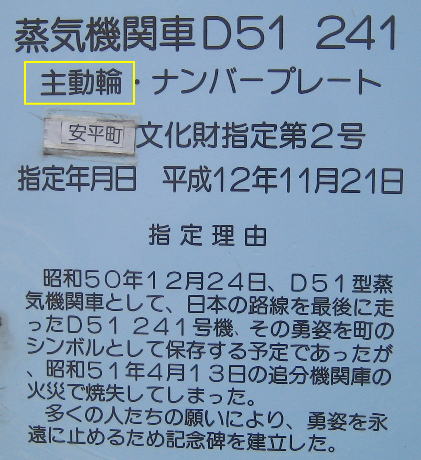 蒸気機関車D51 241
主動輪・ナンバープレート
安平町文化財指定第2号
指定年月日 平成12年11月21日
指定理由
昭和50年12月24日、D51型蒸
気機関車として、日本の路線を最後に走
ったD51 241号機、その勇姿を町の
シンボルとして保存する予定であったが
、昭和51年4月13日の追分機関庫の
火災で焼失してしまった。
多くの人たちの願いにより、勇姿を永
遠に止めるため記念碑を建立した。